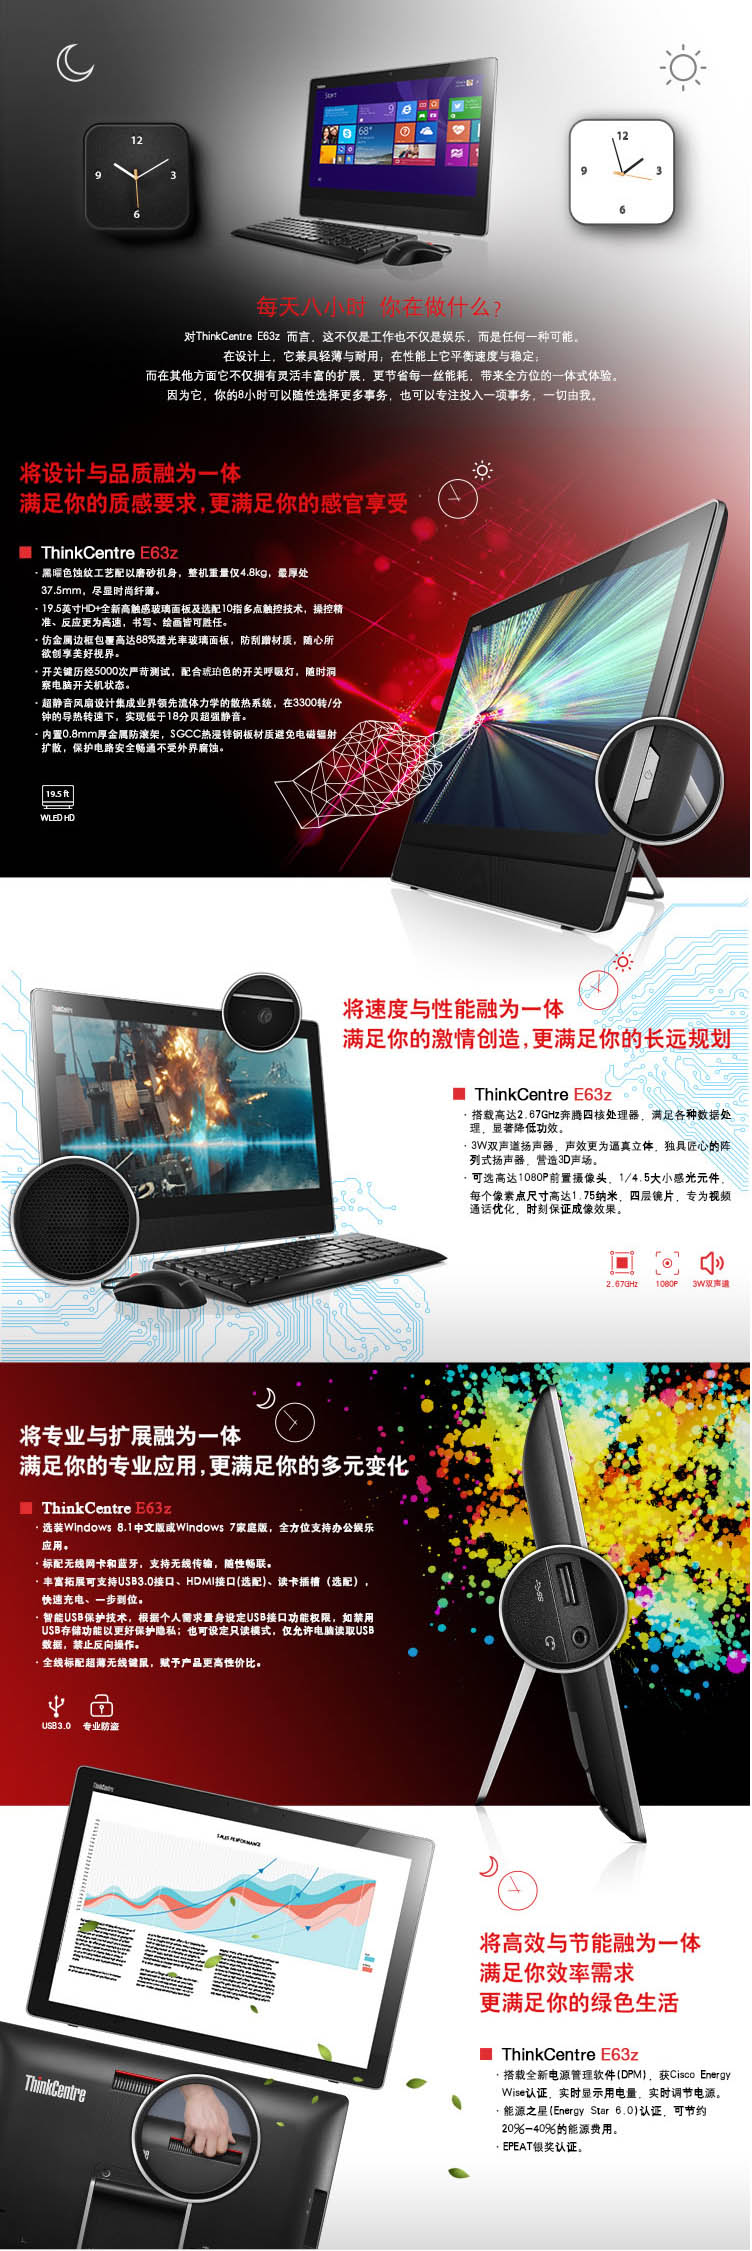 12
9
3
6
Start
9
68°
12
9
3
6
每天八小时 你在做什么?
对ThinkCentre E63z 而言，这不仅是工作也不仅是娱乐，而是任何一种可能。
在设计上，它兼具轻薄与耐用；在性能上它平衡速度与稳定；
而在其他方面它不仅拥有灵活丰富的扩展，更节省每一丝能耗，带来全方位的一体式体验。
因为它，你的8小时可以随性选择更多事务，也可以专注投入一项事务，一切由我。
将设计与品质融为一体
满足你的质感要求,更满足你的感官享受
ThinkCentre E63z
· 黑曜色蚀纹工艺配以磨砂机身，整机重量仅4.8kg，最厚处
37.5mm，尽显时尚纤薄。
· 19.5英寸HD+全新高触感玻璃面板及选配10指多点触控技术，操控精
准、反应更为高速，书写、绘画皆可胜任。
· 仿金属边框包覆高达88%透光率玻璃面板，防刮蹭材质，随心所
欲创享美好视界。
· 开关键历经5000次严苛测试，配合琥珀色的开关呼吸灯，随时洞
察电脑开关机状态。
· 超静音风扇设计集成业界领先流体力学的散热系统，在3300转/分
钟的导热转速下，实现低于18分贝超强静音。
· 内置0.8mm厚金属防滚架，SGCC热浸锌钢板材质避免电磁辐射
扩散，保护电路安全畅通不受外界腐蚀。
19.5 ft
WLED HD
ThinkCentre
将速度与性能融为一体
满足你的激情创造,更满足你的长远规划
ThinkCentre E63z
· 搭载高达2.67GHz奔腾四核处理器，满足各种数据处
理，显著降低功效。
· 3W双声道扬声器，声效更为逼真立体，独具匠心的阵
列式扬声器，营造3D声场。
· 可选高达1080P前置摄像头，1/4.5大小感光元件，
每个像素点尺寸高达1.75纳米，四层镜片，专为视频
通话优化，时刻保证成像效果。
2.67GHz
1080P
3W双声道
将专业与扩展融为一体
满足你的专业应用,更满足你的多元变化
ThinkCentre E63z
· 选装Windows 8.1中文版或Windows 7家庭版，全方位支持办公娱乐
应用。
· 标配无线网卡和蓝牙，支持无线传输，随性畅联。
· 丰富拓展可支持USB3.0接口、HDMI接口(选配)、读卡插槽（选配），
快速充电、一步到位。
· 智能USB保护技术，根据个人需求量身设定USB接口功能权限，如禁用
USB存储功能以更好保护隐私；也可设定只读模式，仅允许电脑读取USB
数据，禁止反向操作。
· 全线标配超薄无线键鼠，赋予产品更高性价比。
USB3.0
专业防盗
ThinkCentre
SALES PERFORMANCE
将高效与节能融为一体
满足你效率需求
更满足你的绿色生活
ThinkCentre E63z
· 搭载全新电源管理软件(DPM)，获Cisco Energy
Wise认证，实时显示用电量，实时调节电源。
· 能源之星(Energy Star 6.0)认证，可节约
20%-40%的能源费用。
· EPEAT银奖认证。
ThinkCentre